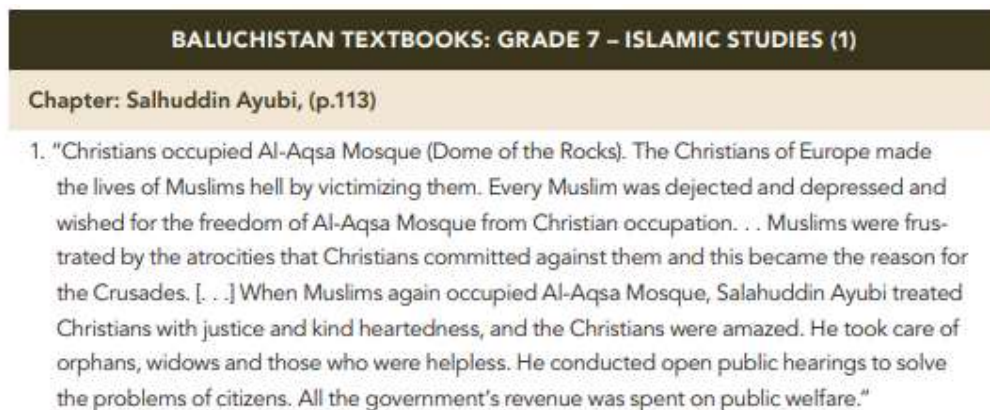 BALUCHISTAN TEXTBOOKS: GRADE 7 – ISLAMIC STUDIES (1)
Chapter: Salhuddin Ayubi, (p.113)
1. "Christians occupied Al-Aqsa Mosque (Dome of the Rocks). The Christians of Europe made
the lives of Muslims hell by victimizing them. Every Muslim was dejected and depressed and
wished for the freedom of Al-Aqsa Mosque from Christian occupation. . . Muslims were frus-
trated by the atrocities that Christians committed against them and this became the reason for
the Crusades. [. . .] When Muslims again occupied Al-Aqsa Mosque, Salahuddin Ayubi treated
Christians with justice and kind heartedness, and the Christians were amazed. He took care of
orphans, widows and those who were helpless. He conducted open public hearings to solve
the problems of citizens. All the government's revenue was spent on public welfare."